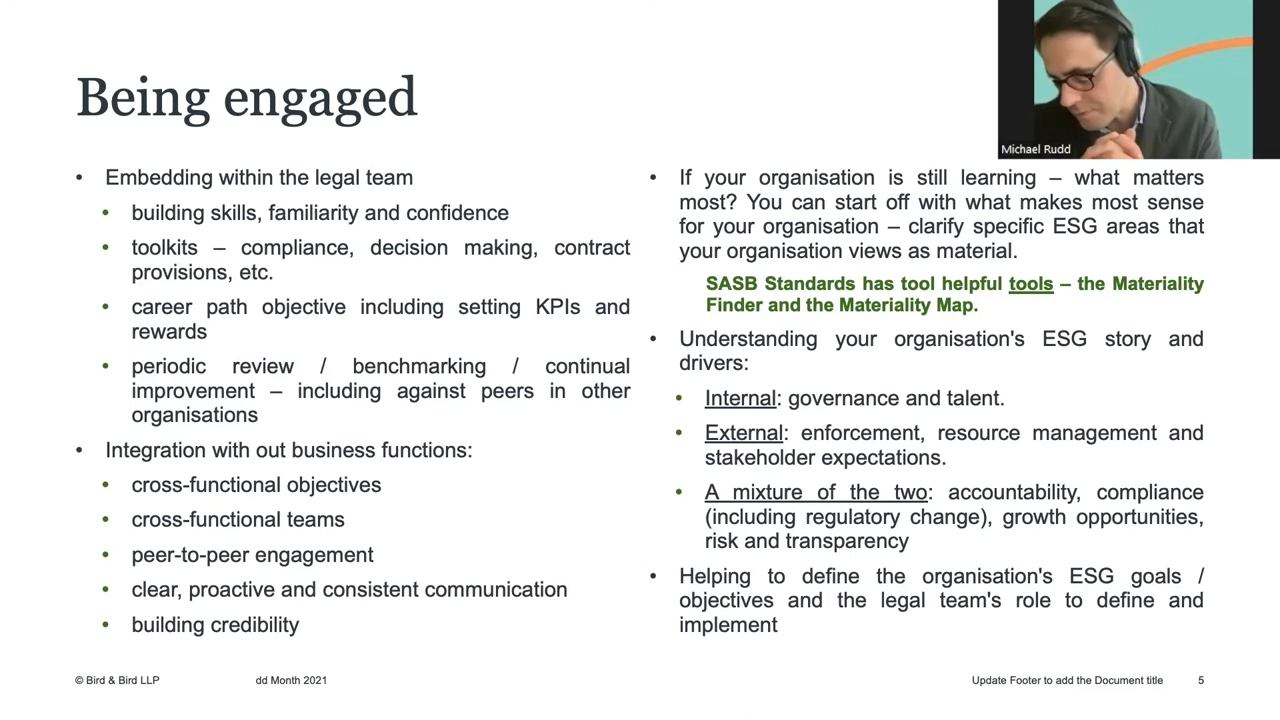 Being engaged
Michael Rudd
• Embedding within the legal team
• building skills, familiarity and confidence
• toolkits – compliance, decision making, contract
provisions, etc.
• career path objective including setting KPIs and
rewards
• periodic review / benchmarking / continual
improvement – including against peers in other
organisations
• Integration with out business functions:
• cross-functional objectives
• cross-functional teams
• peer-to-peer engagement
• clear, proactive and consistent communication
• building credibility
• If your organisation is still learning – what matters
most? You can start off with what makes most sense
for your organisation – clarify specific ESG areas that
your organisation views as material.
SASB Standards has tool helpful tools – the Materiality
Finder and the Materiality Map.
• Understanding your organisation's ESG story and
drivers:
• Internal: governance and talent.
• External: enforcement, resource management and
stakeholder expectations.
• A mixture of the two: accountability, compliance
(including regulatory change), growth opportunities,
risk and transparency
• Helping to define the organisation's ESG goals /
objectives and the legal team's role to define and
implement
© Bird & Bird LLP
dd Month 2021
Update Footer to add the Document title
5